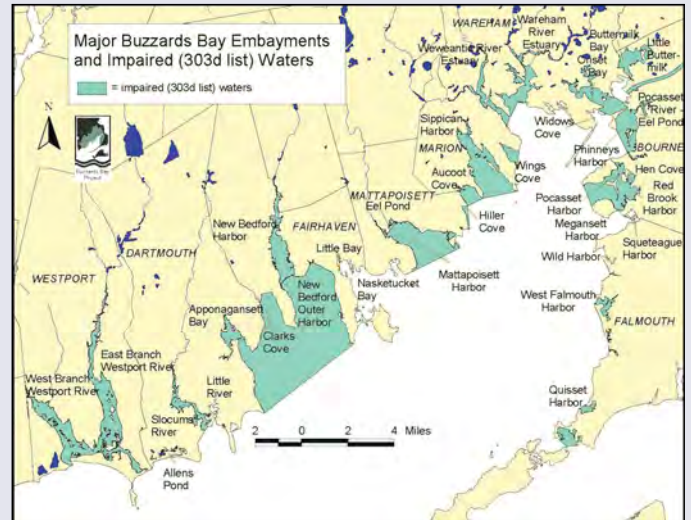 Major Buzzards Bay Embayments
and Impaired (303d list) Waters
= impaired (303d list) waters
N
Buzzards Bay
Project
WAREHAM
Wareham
River
Estuary
Buttermilk
Bay
Little
Butter-
milk
Weweantic River
Estuary
Onset
Bay
Pocasset
River -
Eel Pond
Sippican
Harbor
Widows
Cove
Phinneys
Harbor
BOURNE
MARION
Wings
Cove
Hen Cove
Aucoot
Cove
Red
Brook
Harbor
MATTAPOISETT
Eel Pond
Pocasset
Harbor
Hiller
Cove
Megansett
Harbor
New Bedford
Harbor
FAIRHAVEN
Squeteague
Harbor
Little Bay
Wild Harbor
DARTMOUTH
Mattapoisett
Harbor
WESTPORT
Nasketucket
Bay
New
Bedford
Outer
Harbor
West Falmouth
Harbor
Apponagansett
Bay
FALMOUTH
Clarks
Cove
East Branch
Westport River
West Branch
Westport River
Little
River
Quisset
Harbor
Slocums
River
2 0 2 4 Miles
Allens
Pond